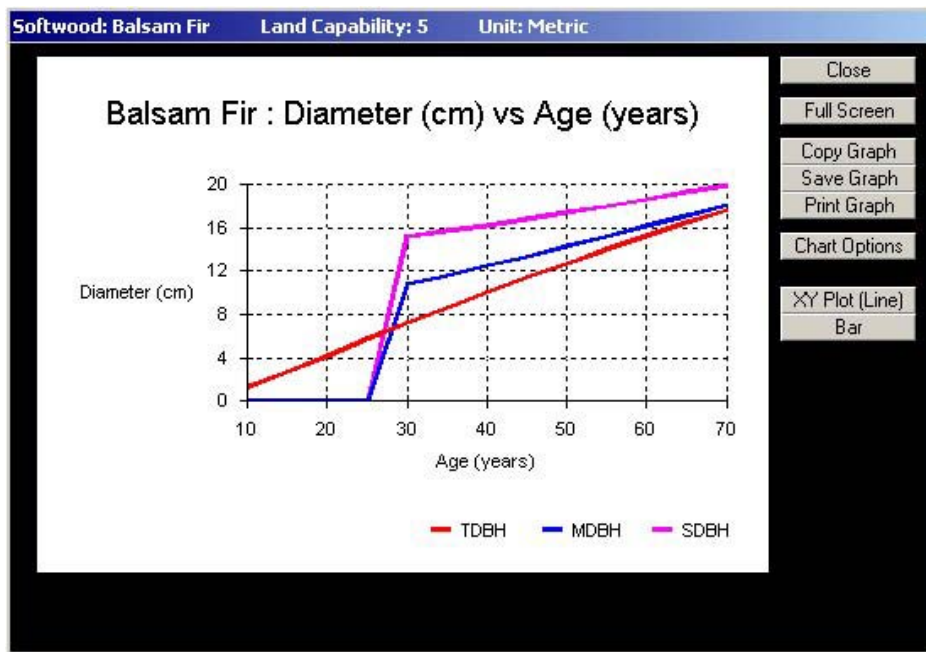 Softwood: Balsam Fir Land Capability: 5 Unit: Metric
Close
Full Screen
Copy Graph
Save Graph
Print Graph
Chart Options
XY Plot (Line)
Bar
Balsam Fir : Diameter (cm) vs Age (years)
Diameter (cm)
20
16
12
8
4
0
10 20 30 40 50 60 70
Age (years)
TDBH MDBH SDBH